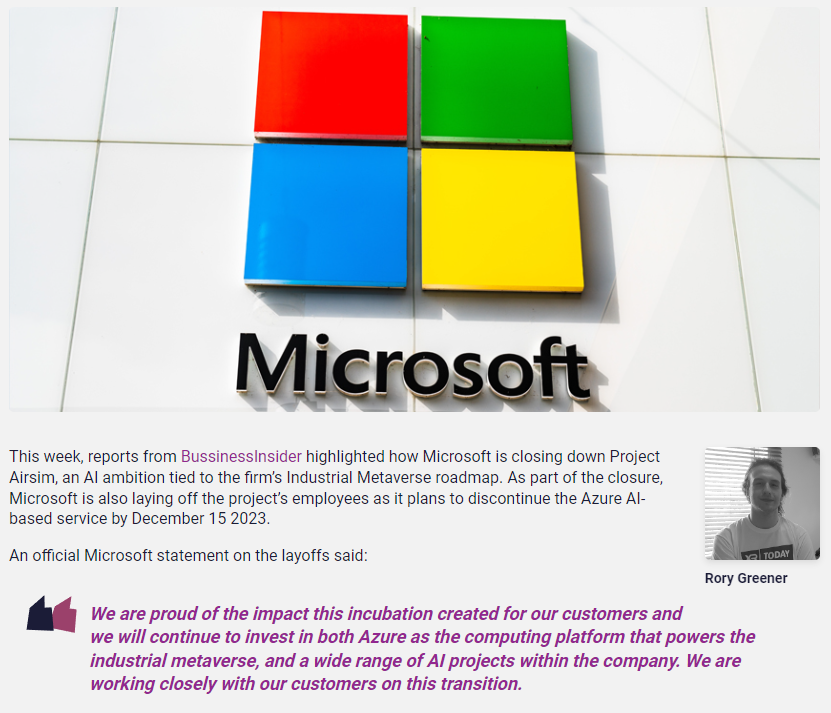 Microsoft
This week, reports from BussinessInsider highlighted how Microsoft is closing down Project
Airsim, an AI ambition tied to the firm's Industrial Metaverse roadmap. As part of the closure,
Microsoft is also laying off the project's employees as it plans to discontinue the Azure AI-
based service by December 15 2023.
An official Microsoft statement on the layoffs said:
XR TODAY
Rory Greener
We are proud of the impact this incubation created for our customers and
we will continue to invest in both Azure as the computing platform that powers the
industrial metaverse, and a wide range of AI projects within the company. We are
working closely with our customers on this transition.